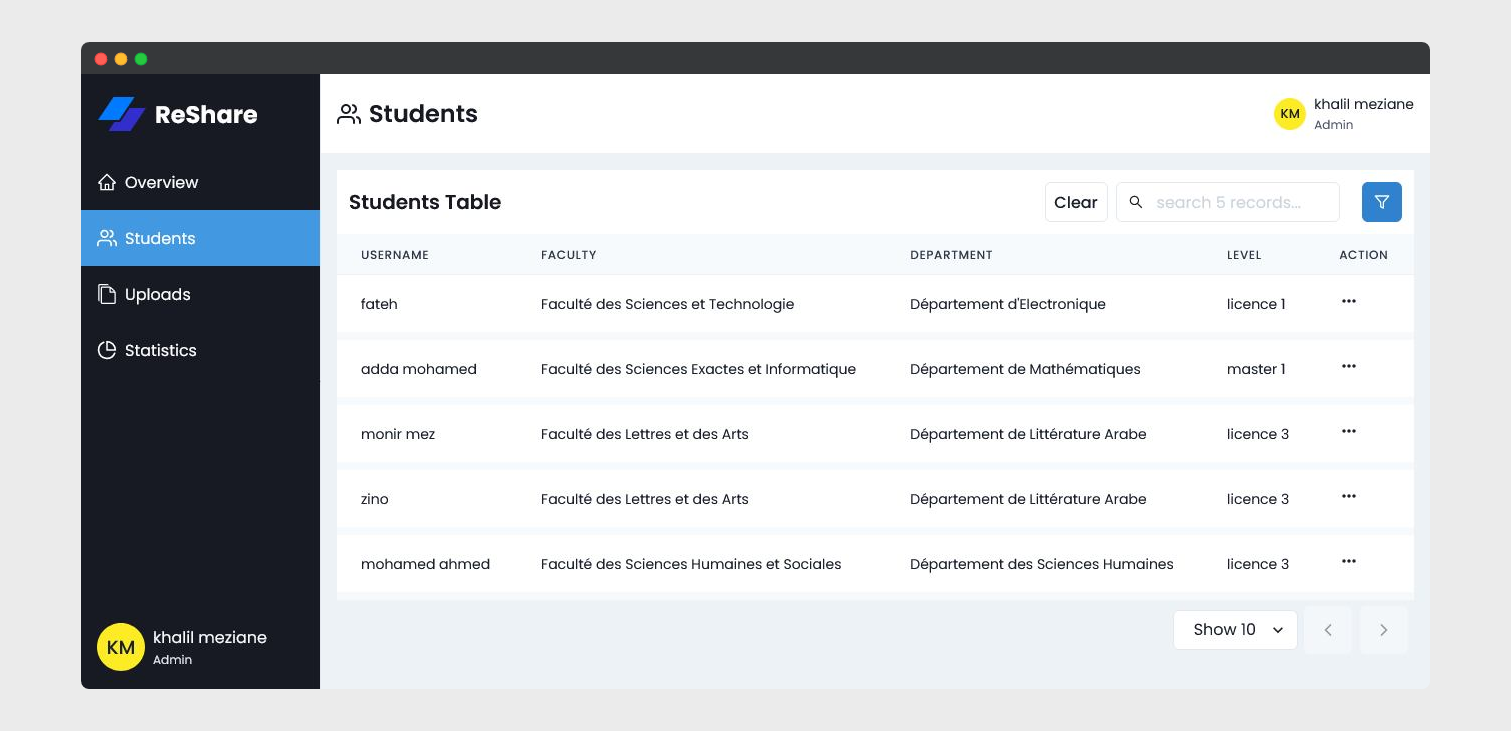 ReShare
Overview
Students
Uploads
Statistics
KM
khalil meziane
Admin
Students
KM
khalil meziane
Admin
Students Table
Clear
search 5 records...
USERNAME FACULTY DEPARTMENT LEVEL ACTION
fateh Faculté des Sciences et Technologie Département d'Electronique licence 1
adda mohamed Faculté des Sciences Exactes et Informatique Département de Mathématiques master 1
monir mez Faculté des Lettres et des Arts Département de Littérature Arabe licence 3
zino Faculté des Lettres et des Arts Département de Littérature Arabe licence 3
mohamed ahmed Faculté des Sciences Humaines et Sociales Département des Sciences Humaines licence 3
Show 10